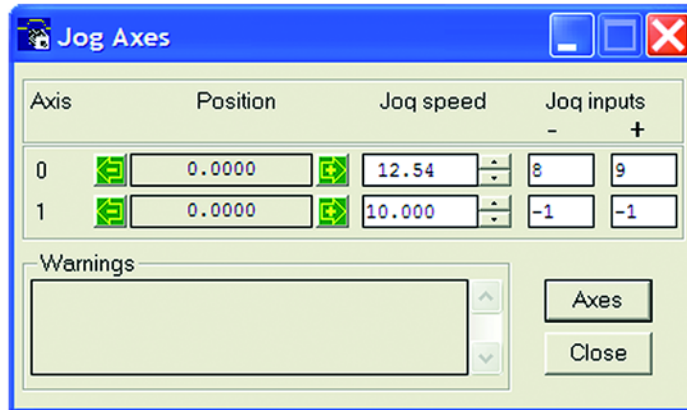 Jog Axes
Axis Position Jog speed Jog inputs
- +
0 0.0000 12.54 8 9
1 0.0000 10.000 -1 -1
Warnings
Axes
Close